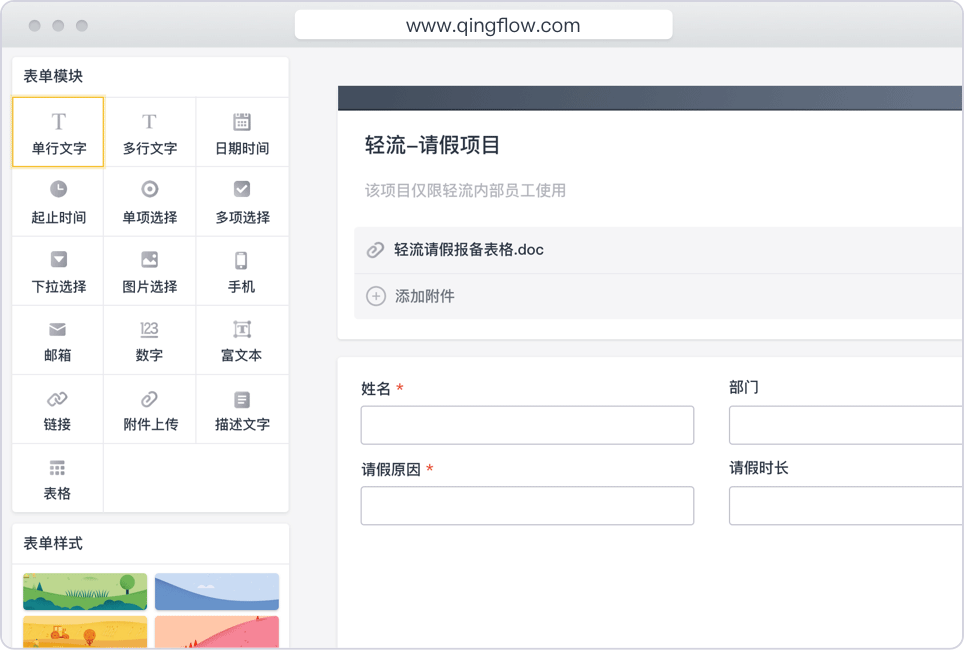 www.qingflow.com
表单模块
单行文字 多行文字 日期时间
起止时间 单项选择 多项选择
下拉选择 图片选择 手机
邮箱 数字 富文本
链接 附件上传 描述文字
表格
表单样式
轻流-请假项目
该项目仅限轻流内部员工使用
轻流请假报备表格.doc
添加附件
姓名 * 部门
请假原因 * 请假时长